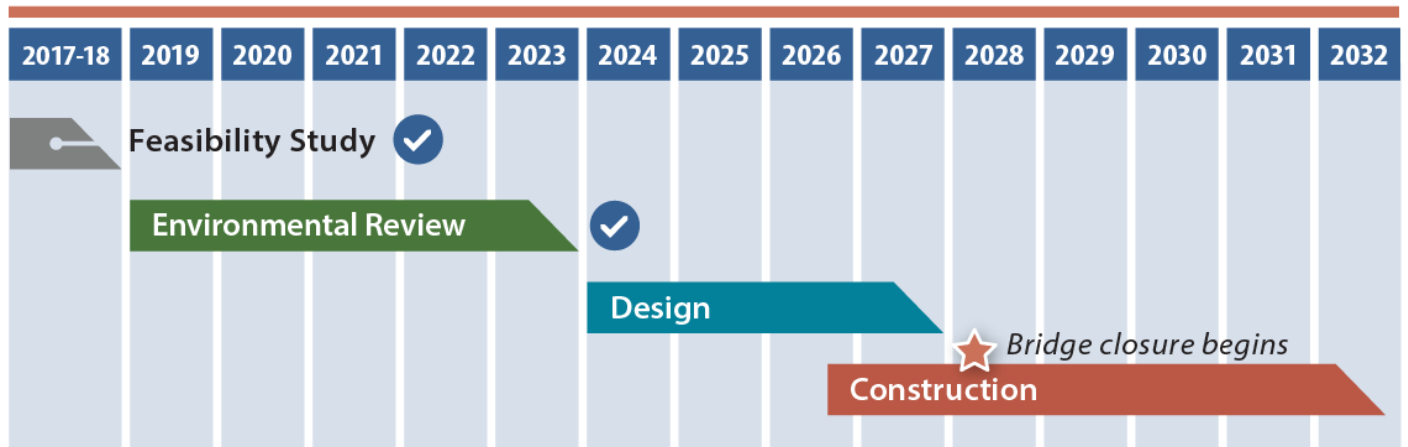 2017-18 2019 2020 2021 2022 2023 2024 2025 2026 2027 2028 2029 2030 2031 2032
Feasibility Study
Environmental Review
Design
Bridge closure begins
Construction